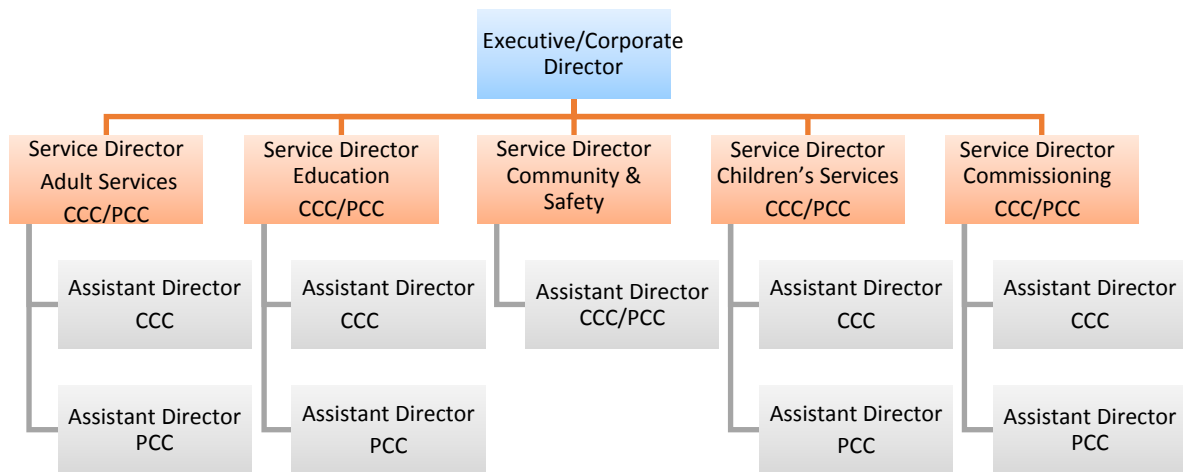 Executive/Corporate
Director
Service Director
Adult Services
CCC/PCC
Service Director
Education
CCC/PCC
Service Director
Community &
Safety
Service Director
Children’s Services
CCC/PCC
Service Director
Commissioning
CCC/PCC
Assistant Director
CCC
Assistant Director
CCC
Assistant Director
CCC/PCC
Assistant Director
CCC
Assistant Director
CCC
Assistant Director
PCC
Assistant Director
PCC
Assistant Director
PCC
Assistant Director
PCC